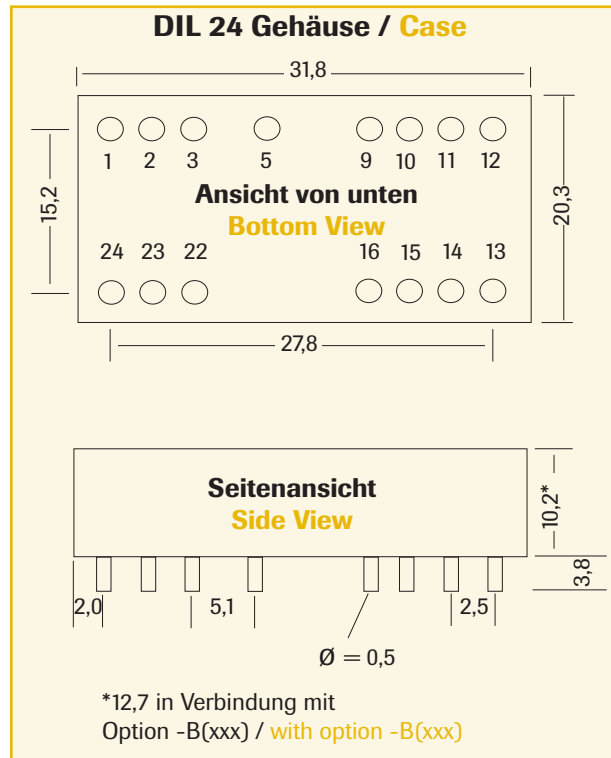 DIL 24 Gehäuse / Case
31,8
1 2 3 5 9 10 11 12
15,2
Ansicht von unten
Bottom View
20,3
24 23 22 16 15 14 13
27,8
Seitenansicht
Side View
10,2*
3,8
2,0 5,1 2,5
Ø = 0,5
*12,7 in Verbindung mit
Option -B(xxx) / with option -B(xxx)